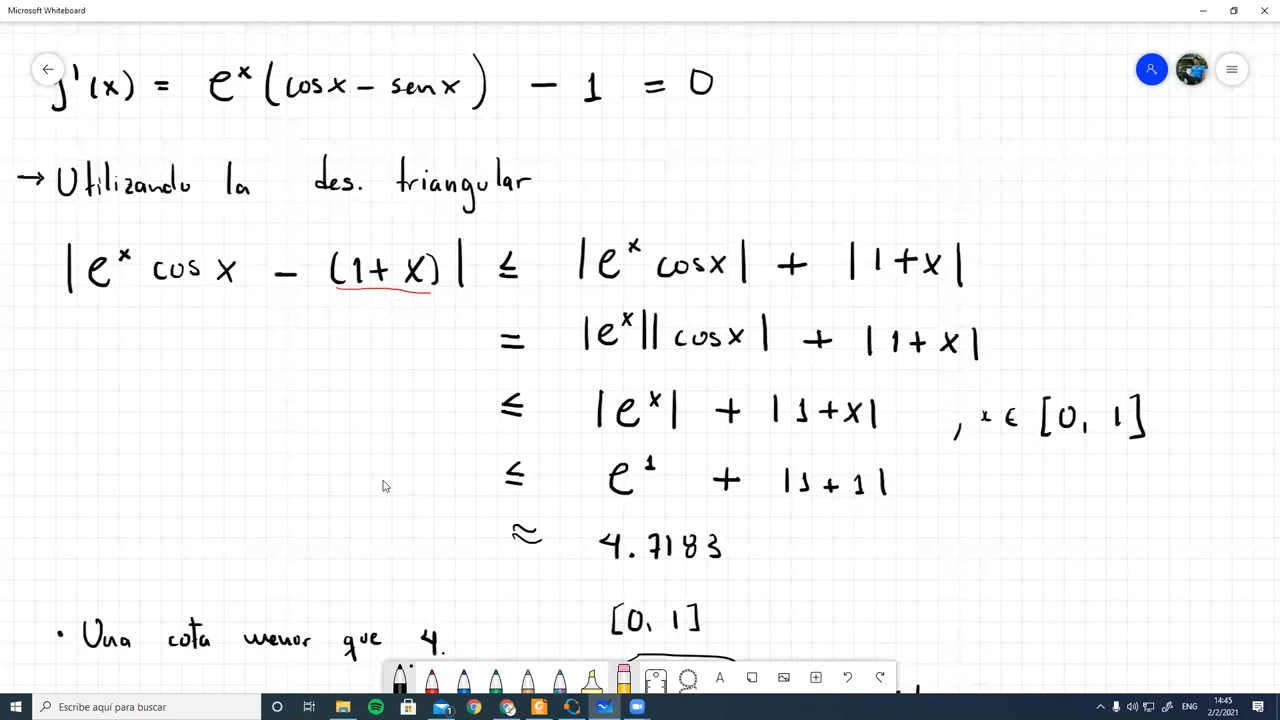 Microsoft Whiteboard
f'(x) = e^x (cos x - sen x) - 1 = 0
→ Utilizando la des. triangular
|e^x cos x - (1 + x)| ≤ |e^x cos x| + |1 + x|
= |e^x||cos x| + |1 + x|
≤ |e^x| + |1 + x| , x ∈ [0, 1]
≤ e^1 + |1 + 1|
≈ 4.7183
[0, 1]
• Una cota menor que 4.
A
Escribe aquí para buscar
ENG
14:45
2/2/2021